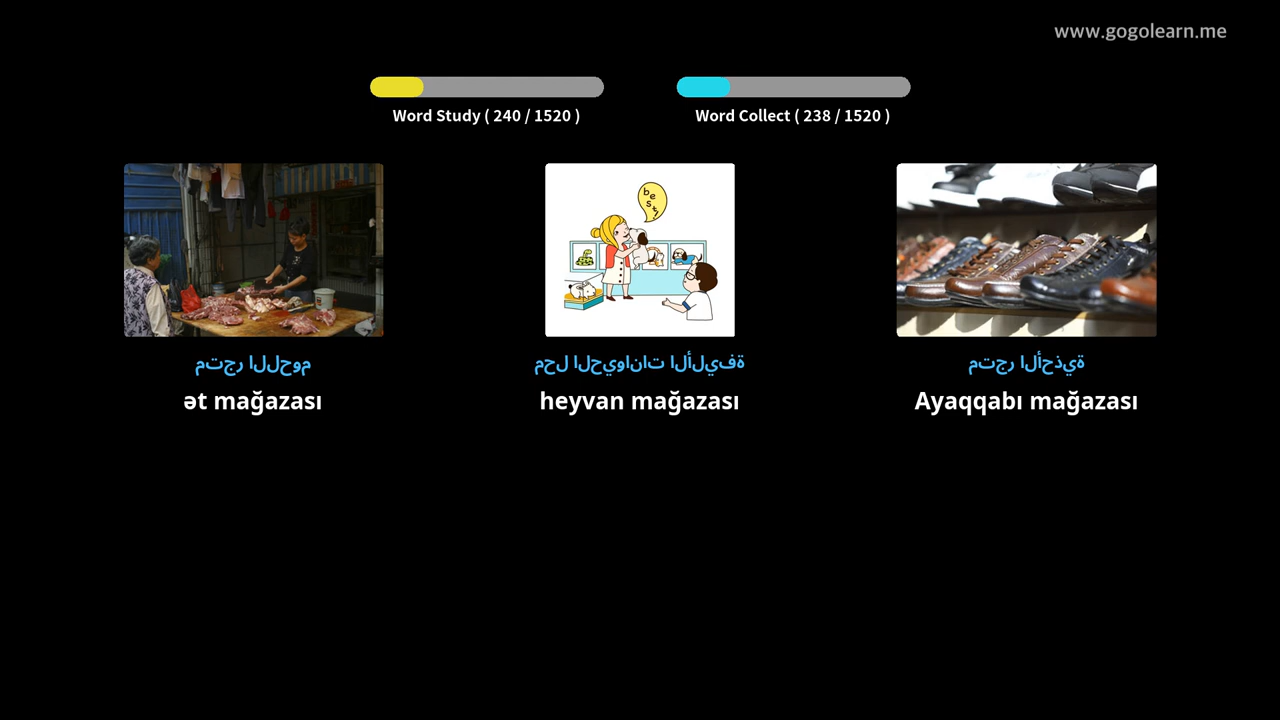 www.gogolearn.me
Word Study ( 240 / 1520 )
Word Collect ( 238 / 1520 )
best
متجر اللحوم
ət mağazası
محل الحيوانات الأليفة
heyvan mağazası
متجر الأحذية
Ayaqqabı mağazası